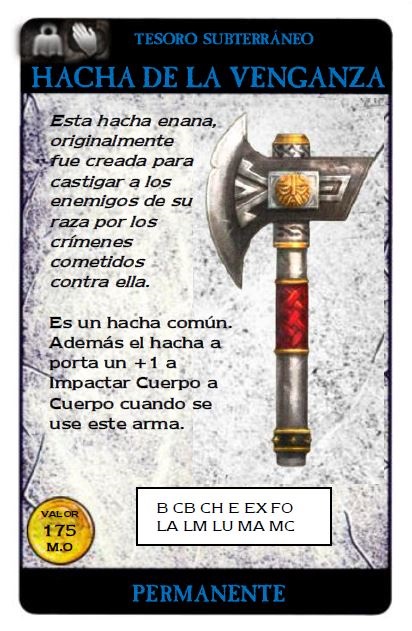 TESORO SUBTERRÁNEO
HACHA DE LA VENGANZA
Esta hacha enana,
originalmente
fue creada para
castigar a los
enemigos de su
raza por los
crímenes
cometidos
contra ella.
Es un hacha común.
Además el hacha a
porta un +1 a
Impactar Cuerpo a
Cuerpo cuando se
use este arma.
VALOR
175
M.O
B CB CH E EX FO
LA LM LU MA MC
PERMANENTE